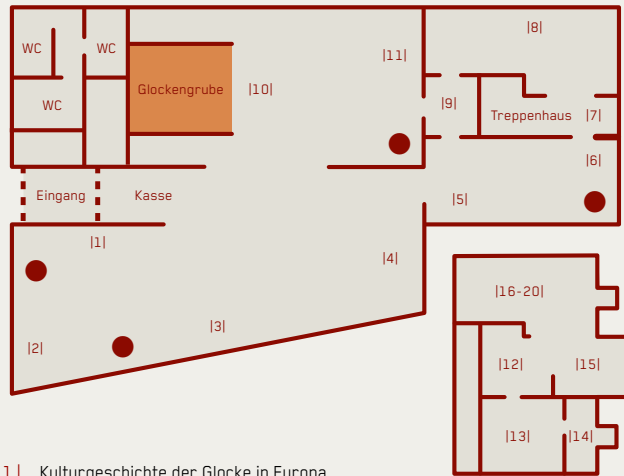 |8|
WC WC |11|
Glockengrube |10| |9| Treppenhaus |7|
WC
|6|
Eingang Kasse |5|
|1|
|4|
|16-20|
|3|
|2| |12| |15|
|13| |14|
1| Kulturgeschichte der Glocke in Europa